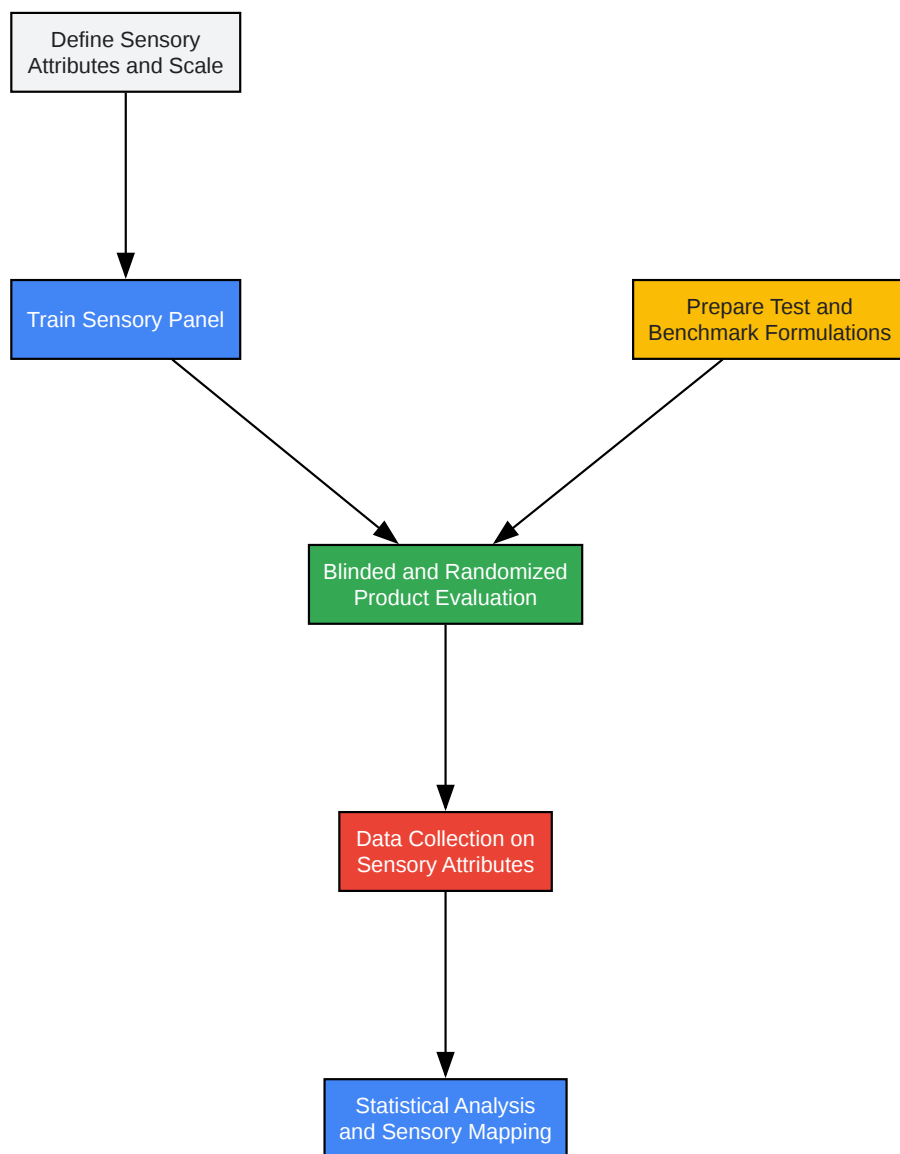 Define Sensory
Attributes and Scale
Train Sensory Panel
Prepare Test and
Benchmark Formulations
Blinded and Randomized
Product Evaluation
Data Collection on
Sensory Attributes
Statistical Analysis
and Sensory Mapping